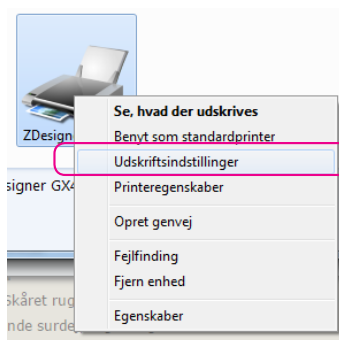 Se, hvad der udskrives
ZDesign
Benyt som standardprinter
Udskriftsindstillinger
signer GX4
Printeregenskaber
Opret genvej
Fejlfinding
Fjern enhed
Skåret rug
Egenskaber
nde surde